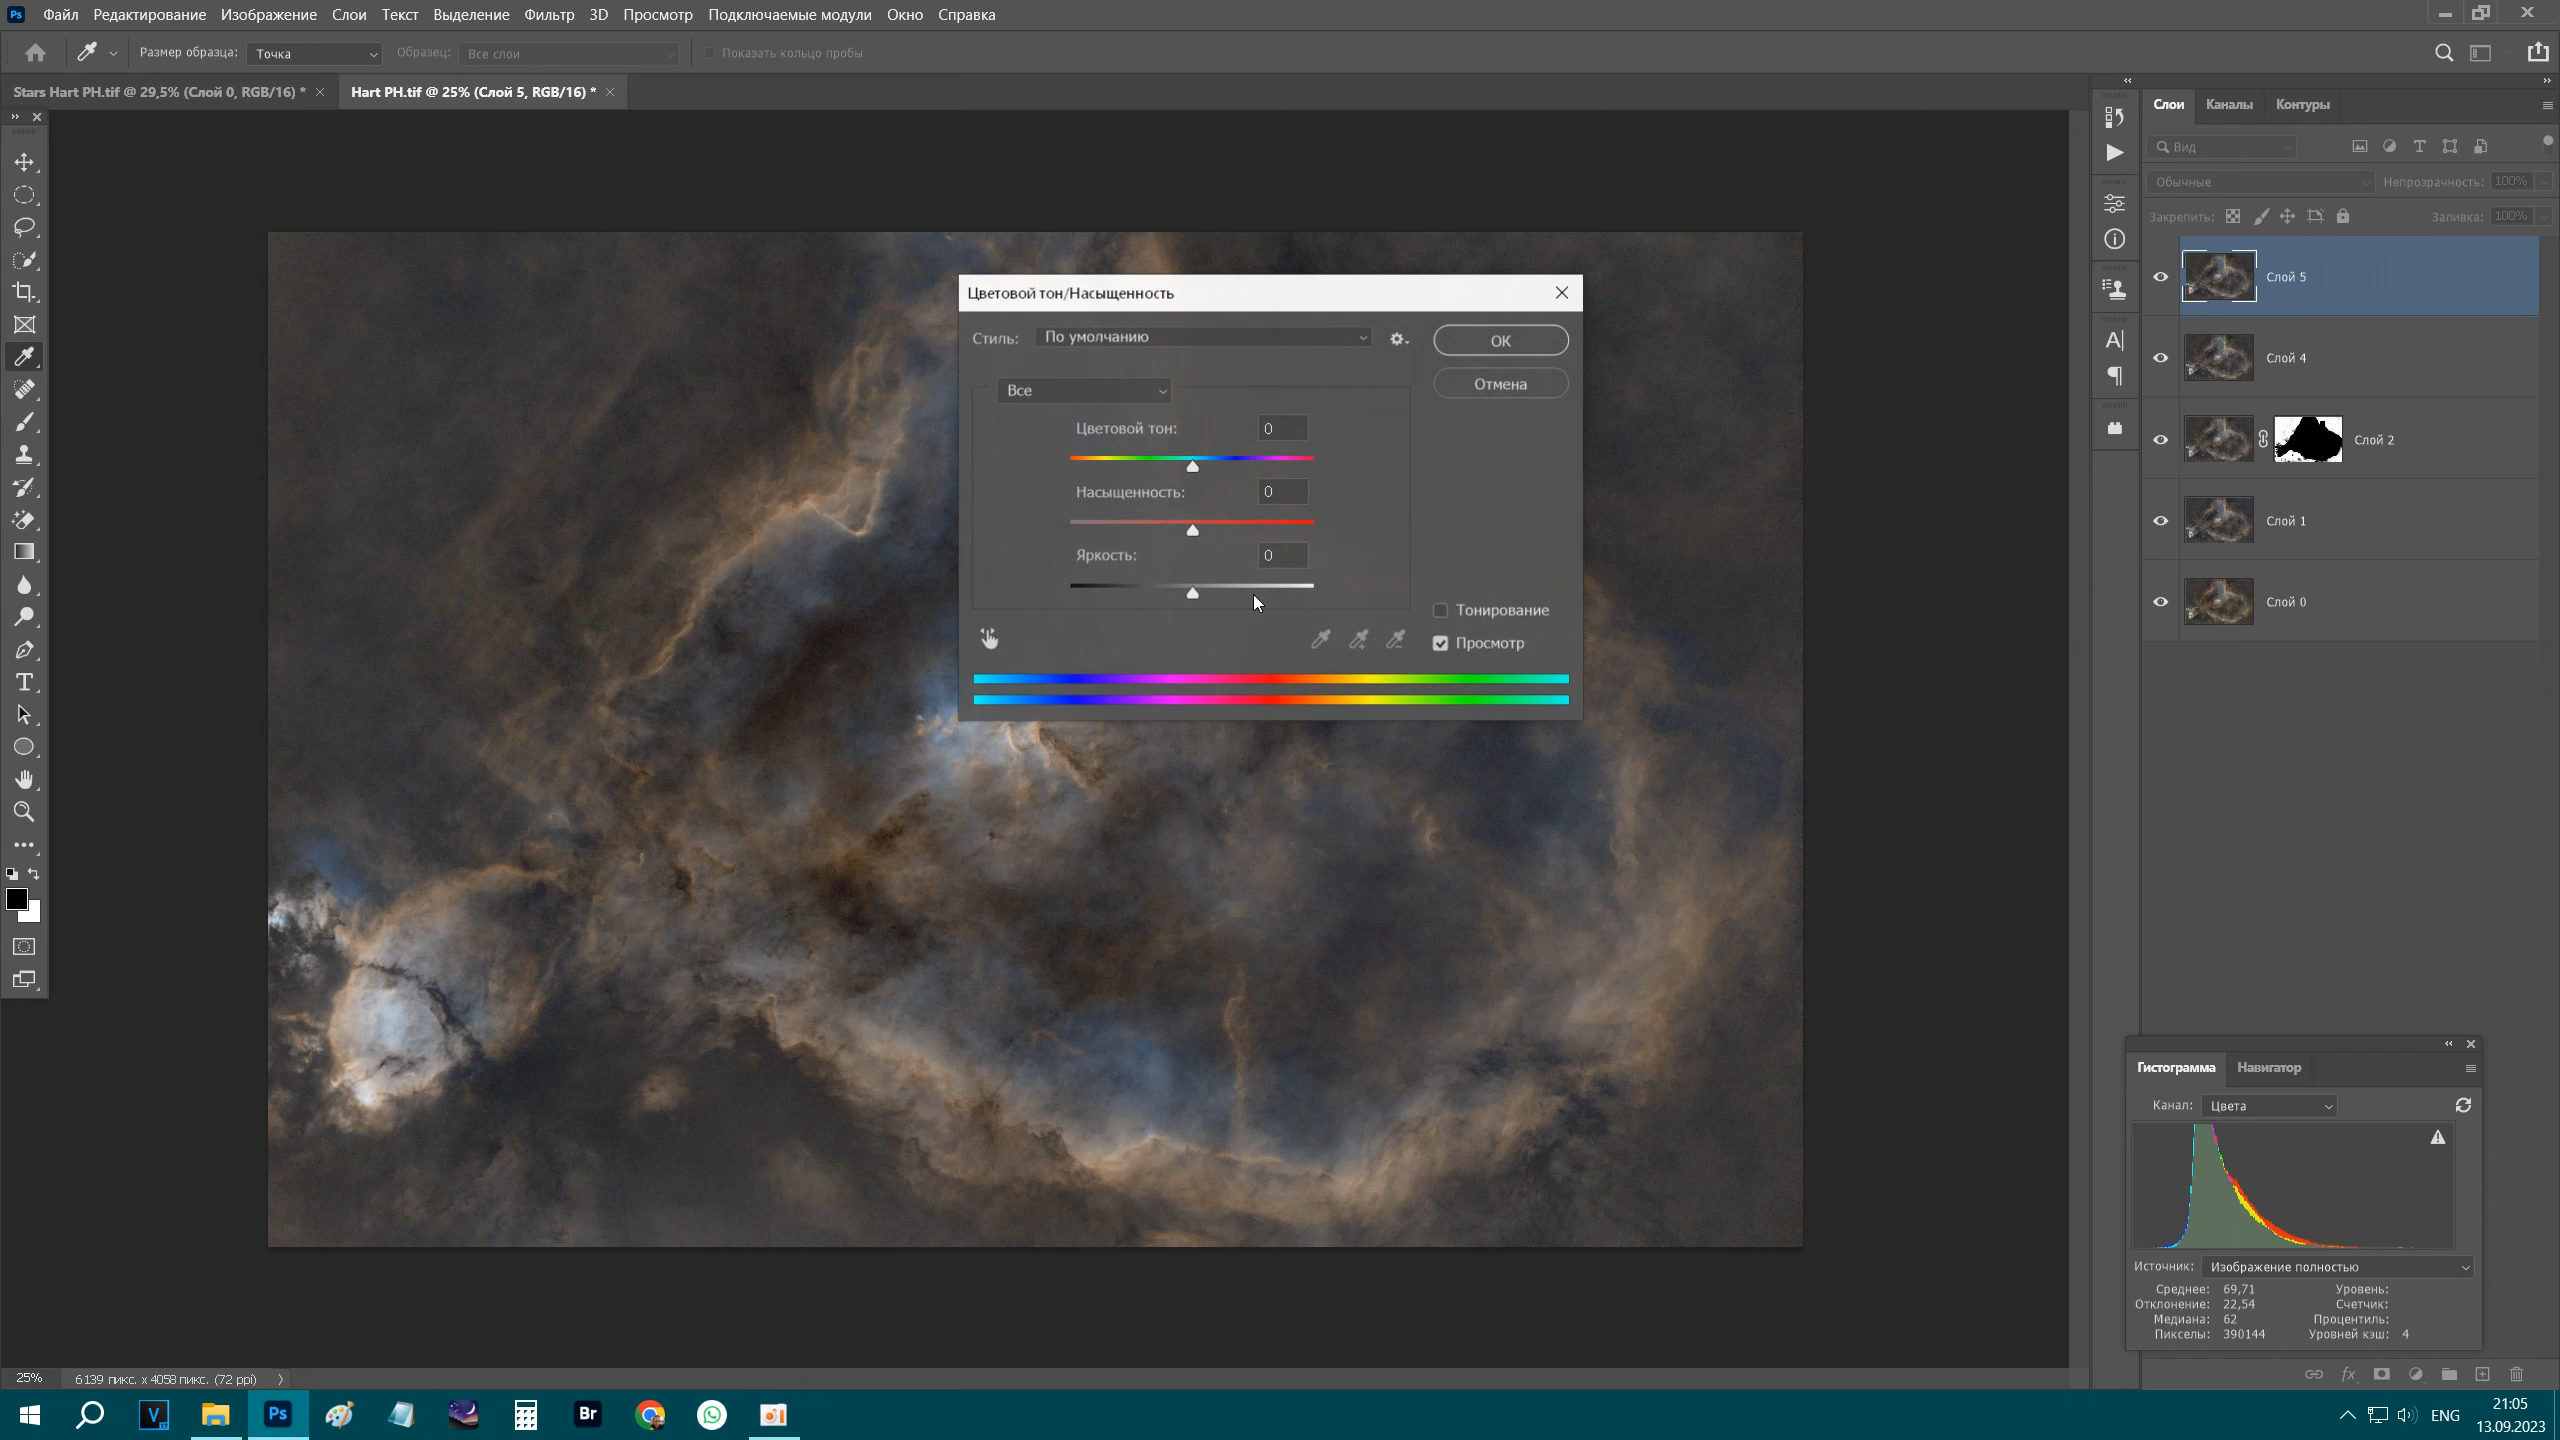 Ps Файл Редактирование Изображение Слои Текст Выделение Фильтр 3D Просмотр Подключаемые модули Окно Справка
Размер образца: Точка Образец: Все слои Показать кольцо пробы
Stars Hart PH.tif @ 29,5% (Слой 0, RGB/16) * Hart PH.tif @ 25% (Слой 5, RGB/16) *
Слои Каналы Контуры
Вид
Обычные Непрозрачность: 100%
Закрепить: Заливка: 100%
Слой 5
Слой 4
Слой 2
Слой 1
Слой 0
Цветовой тон/Насыщенность
Стиль: По умолчанию
ОК
Отмена
Все
Цветовой тон: 0
Насыщенность: 0
Яркость: 0
Тонирование
Просмотр
Гистограмма Навигатор
Канал: Цвета
Источник: Изображение полностью
Среднее: 69,71 Уровень:
Отклонение: 22,54 Счетчик:
Медиана: 62 Процентиль:
Пикселы: 390144 Уровней кэш: 4
25% 6139 пикс. x 4058 пикс. (72 ppi)
V Ps Br ENG
21:05
13.09.2023